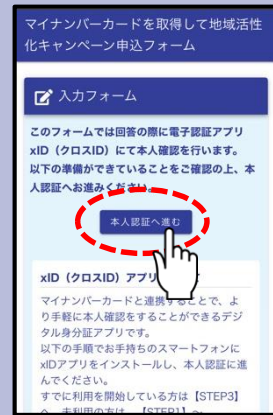 マイナンバーカードを取得して地域活性
化キャンペーン申込フォーム
入力フォーム
このフォームでは回答の際に電子認証アプリ
xID（クロスID）にて本人確認を行います。
以下の準備ができていることをご確認の上、本
人認証へお進みください。
本人認証へ進む
xID（クロスID）アプリ
マイナンバーカードと連携することで、よ
り手軽に本人確認をすることができるデジ
タル身分証アプリです。
以下の手順でお手持ちのスマートフォンに
xIDアプリをインストールし、本人認証に進
んでください。
すでに利用を開始している方は【STEP3】
へ、未利用の方は、【STEP1】へ